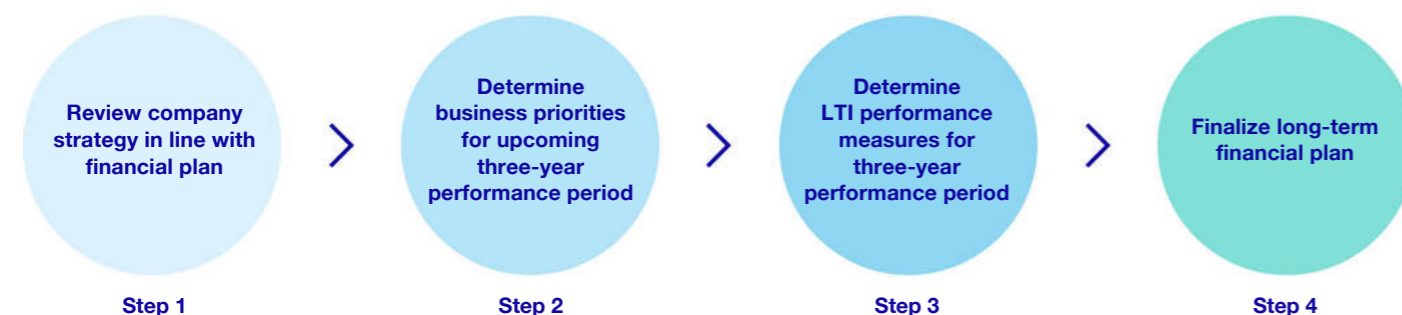 Review company
strategy in line with
financial plan
Step 1
Determine
business priorities
for upcoming
three-year
performance period
Step 2
Determine
LTI performance
measures for
three-year
performance period
Step 3
Finalize long-term
financial plan
Step 4